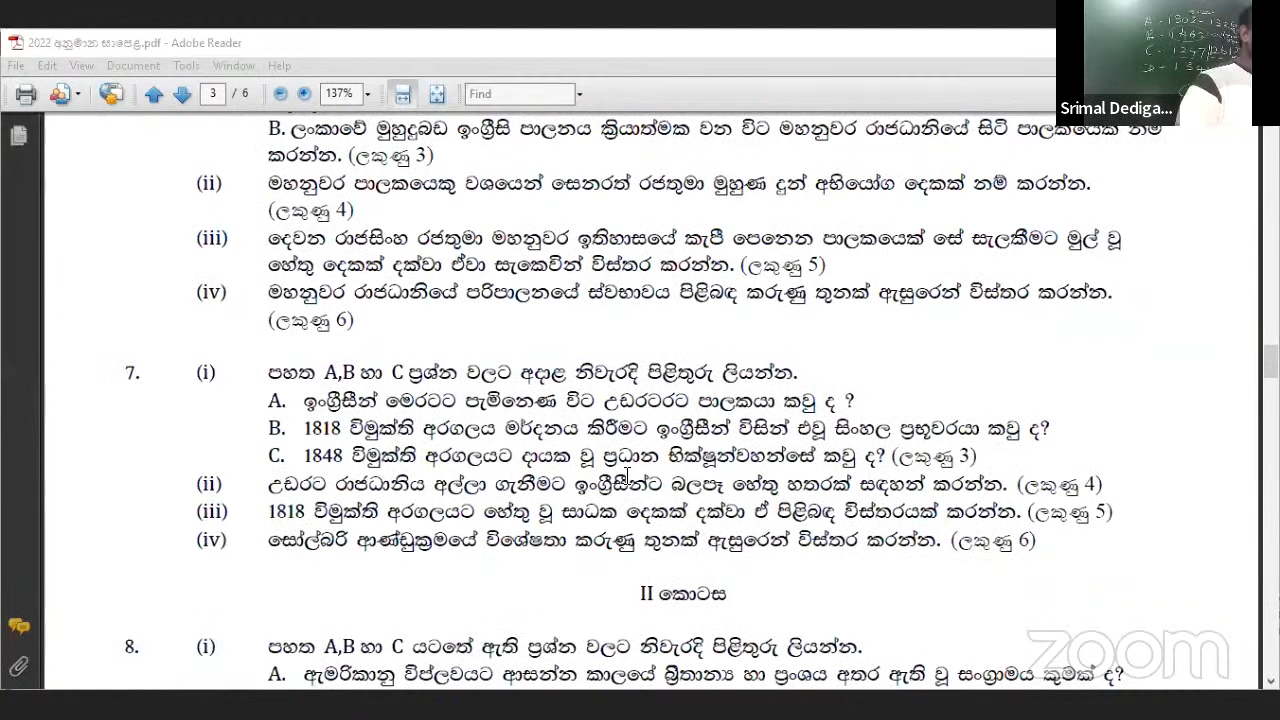 2022 අනුමාන සාපෙළ.pdf - Adobe Reader
File Edit View Document Tools Window Help
3 / 6 137% Find
Srimal Dediga...
B. ලංකාවේ මුහුදුබඩ ඉංග්‍රීසි පාලනය ක්‍රියාත්මක වන විට මහනුවර රාජධානියේ සිටි පාලකයෙක් නම්
කරන්න. (ලකුණු 3)
(ii) මහනුවර පාලකයෙකු වශයෙන් සෙනරත් රජතුමා මුහුණ දුන් අභියෝග දෙකක් නම් කරන්න.
(ලකුණු 4)
(iii) දෙවන රාජසිංහ රජතුමා මහනුවර ඉතිහාසයේ කැපී පෙනෙන පාලකයෙක් සේ සැලකීමට මුල් වූ
හේතු දෙකක් දක්වා ඒවා සැකෙවින් විස්තර කරන්න. (ලකුණු 5)
(iv) මහනුවර රාජධානියේ පරිපාලනයේ ස්වභාවය පිළිබඳ කරුණු තුනක් ඇසුරෙන් විස්තර කරන්න.
(ලකුණු 6)
7. (i) පහත A,B හා C ප්‍රශ්න වලට අදාළ නිවැරදි පිළිතුරු ලියන්න.
A. ඉංග්‍රීසීන් මෙරටට පැමිනෙණ විට උඩරටරට පාලකයා කවු ද ?
B. 1818 විමුක්ති අරගලය මර්දනය කිරීමට ඉංග්‍රීසීන් විසින් එවූ සිංහල ප්‍රභූවරයා කවු ද?
C. 1848 විමුක්ති අරගලයට දායක වූ ප්‍රධාන භික්ෂූන්වහන්සේ කවු ද? (ලකුණු 3)
(ii) උඩරට රාජධානිය අල්ලා ගැනීමට ඉංග්‍රීසීන්ට බලපෑ හේතු හතරක් සඳහන් කරන්න. (ලකුණු 4)
(iii) 1818 විමුක්ති අරගලයට හේතු වූ සාධක දෙකක් දක්වා ඒ පිළිබඳ විස්තරයක් කරන්න. (ලකුණු 5)
(iv) සෝල්බරි ආණ්ඩුක්‍රමයේ විශේෂතා කරුණු තුනක් ඇසුරෙන් විස්තර කරන්න. (ලකුණු 6)
II කොටස
8. (i) පහත A,B හා C යටතේ ඇති ප්‍රශ්න වලට නිවැරදි පිළිතුරු ලියන්න.
A. ඇමරිකානු විප්ලවයට ආසන්න කාලයේ බ්‍රිතාන්‍ය හා ප්‍රංශය අතර ඇති වූ සංග්‍රාමය කුමක් ද?
zoom